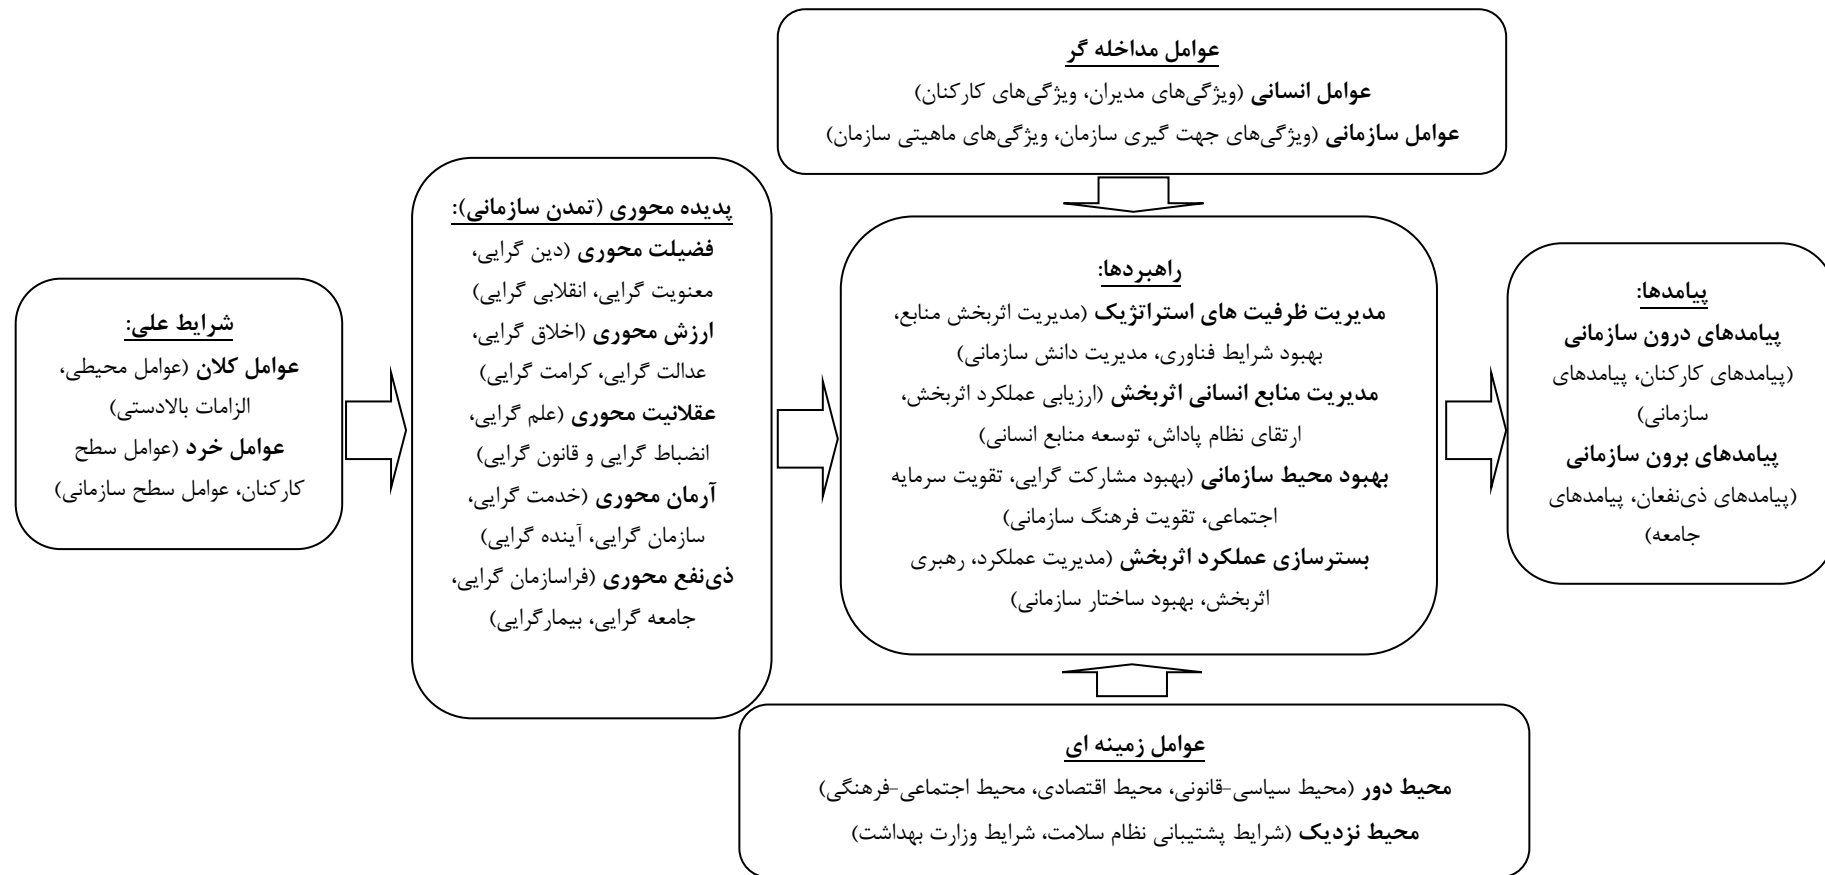 عوامل مداخله گر
عوامل انسانی (ویژگی‌های مدیران، ویژگی‌های کارکنان)
عوامل سازمانی (ویژگی‌های جهت گیری سازمان، ویژگی‌های ماهیتی سازمان)
شرایط علی:
عوامل کلان (عوامل محیطی،
الزامات بالادستی)
عوامل خرد (عوامل سطح
کارکنان، عوامل سطح سازمانی)
پدیده محوری (تمدن سازمانی):
فضیلت محوری (دین گرایی،
معنویت گرایی، انقلابی گرایی)
ارزش محوری (اخلاق گرایی،
عدالت گرایی، کرامت گرایی)
عقلانیت محوری (علم گرایی،
انضباط گرایی و قانون گرایی)
آرمان محوری (خدمت گرایی،
سازمان گرایی، آینده گرایی)
ذی‌نفع محوری (فراسازمان گرایی،
جامعه گرایی، بیمارگرایی)
راهبردها:
مدیریت ظرفیت های استراتژیک (مدیریت اثربخش منابع،
بهبود شرایط فناوری، مدیریت دانش سازمانی)
مدیریت منابع انسانی اثربخش (ارزیابی عملکرد اثربخش،
ارتقای نظام پاداش، توسعه منابع انسانی)
بهبود محیط سازمانی (بهبود مشارکت گرایی، تقویت سرمایه
اجتماعی، تقویت فرهنگ سازمانی)
بسترسازی عملکرد اثربخش (مدیریت عملکرد، رهبری
اثربخش، بهبود ساختار سازمانی)
پیامدها:
پیامدهای درون سازمانی
(پیامدهای کارکنان، پیامدهای
سازمانی)
پیامدهای برون سازمانی
(پیامدهای ذی‌نفعان، پیامدهای
جامعه)
عوامل زمینه ای
محیط دور (محیط سیاسی-قانونی، محیط اقتصادی، محیط اجتماعی-فرهنگی)
محیط نزدیک (شرایط پشتیبانی نظام سلامت، شرایط وزارت بهداشت)